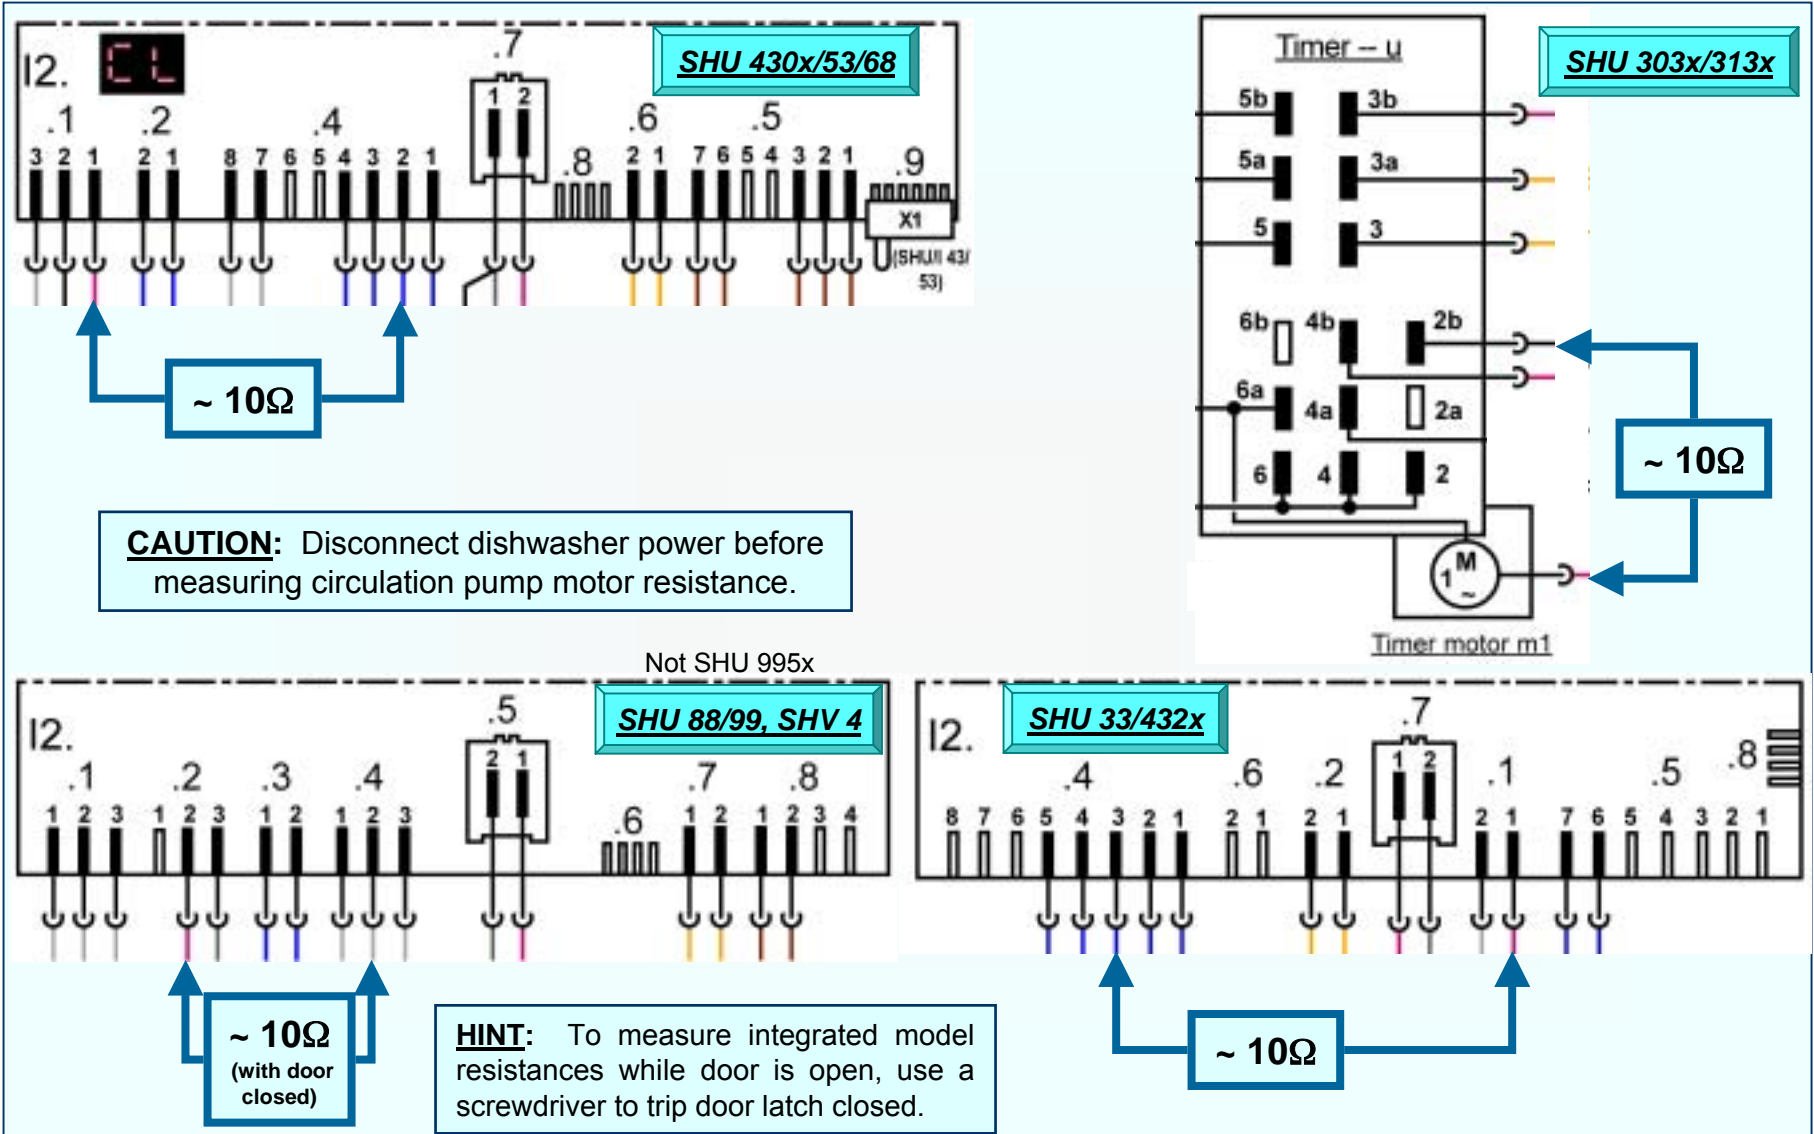 I2.
CL
.7
SHU 430x/53/68
.1
.2
.4
1 2
.6
.5
.8
.9
3 2 1
2 1
8 7 6 5 4 3 2 1
2 1
7 6 5 4 3 2 1
X1
(SHU/I 43/
53)
~ 10Ω
Timer -- u
SHU 303x/313x
5b
3b
5a
3a
5
3
6b
4b
2b
6a
4a
2a
6
4
2
M
1
~
Timer motor m1
~ 10Ω
CAUTION: Disconnect dishwasher power before
measuring circulation pump motor resistance.
Not SHU 995x
SHU 88/99, SHV 4
I2.
.5
.1
.2
.3
.4
2 1
.6
.7
.8
1 2 3
1 2 3
1 2
1 2 3
1 2
1 2 3 4
~ 10Ω
(with door
closed)
HINT: To measure integrated model
resistances while door is open, use a
screwdriver to trip door latch closed.
SHU 33/432x
I2.
.7
.4
.6
.2
1 2
.1
.5
.8
8 7 6 5 4 3 2 1
2 1
2 1
2 1
7 6 5 4 3 2 1
~ 10Ω